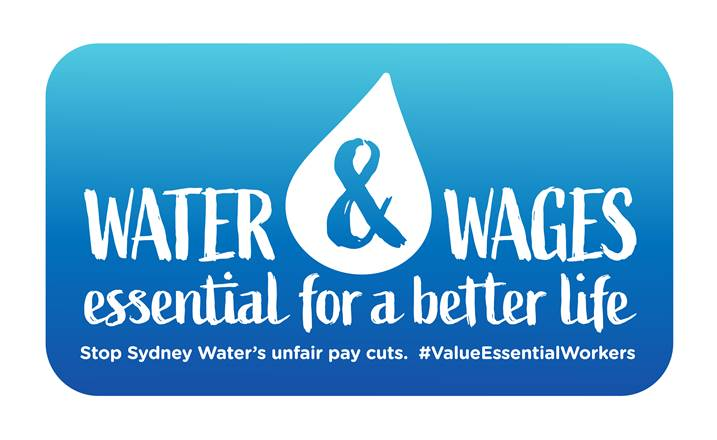 WATER & WAGES
essential for a better life
Stop Sydney Water's unfair pay cuts. #ValueEssentialWorkers